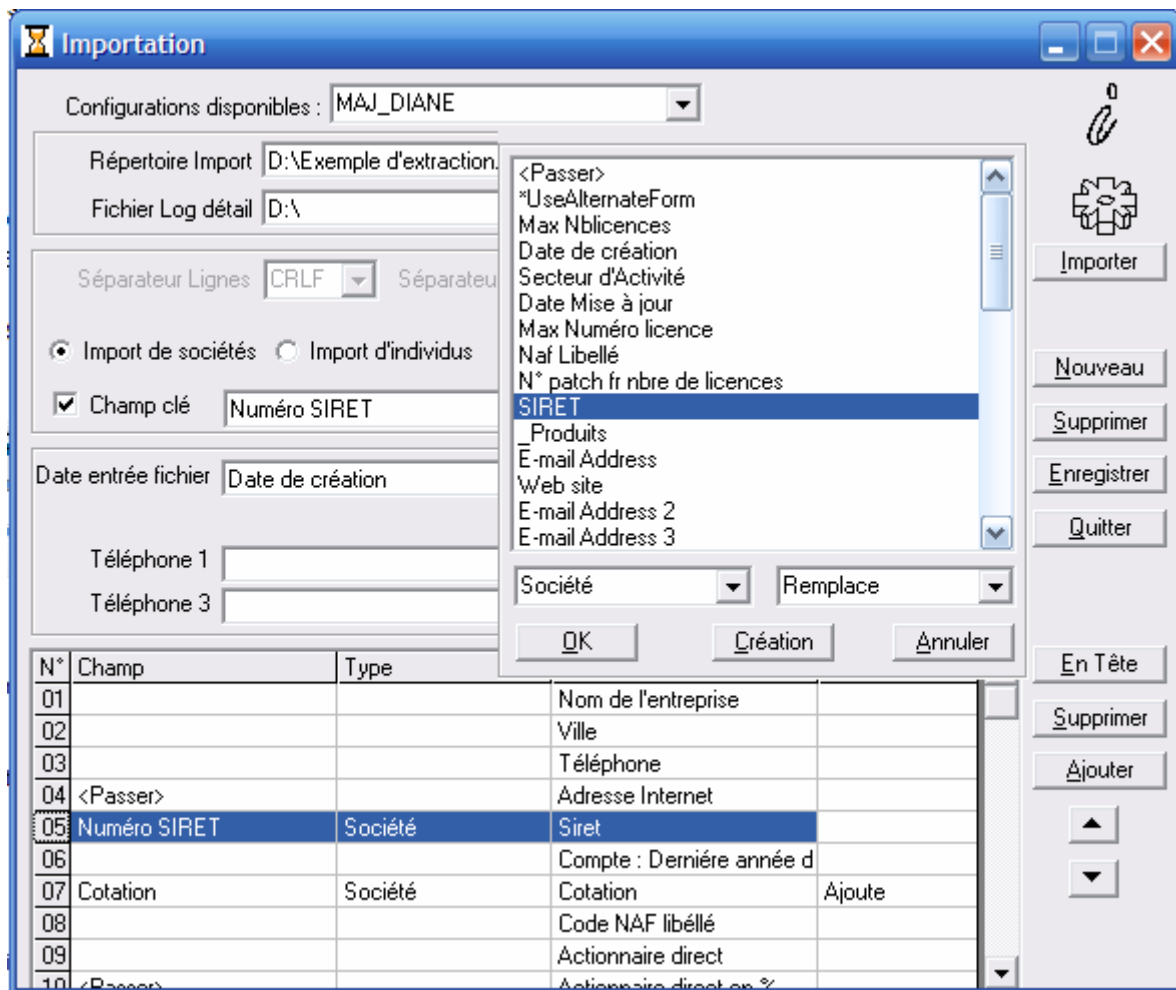 Importation
Configurations disponibles : MAJ_DIANE
Répertoire Import D:\Exemple d'extraction.
Fichier Log détail D:\
Séparateur Lignes CRLF Séparateu
Import de sociétés Import d'individus
Champ clé Numéro SIRET
Date entrée fichier Date de création
Téléphone 1
Téléphone 3
<Passer>
*UseAlternateForm
Max Nblicences
Date de création
Secteur d'Activité
Date Mise à jour
Max Numéro licence
Naf Libellé
N° patch fr nbre de licences
SIRET
_Produits
E-mail Address
Web site
E-mail Address 2
E-mail Address 3
Société Remplace
OK Création Annuler
Importer
Nouveau
Supprimer
Enregistrer
Quitter
En Tête
Supprimer
Ajouter
N° Champ Type
01 Nom de l'entreprise
02 Ville
03 Téléphone
04 <Passer> Adresse Internet
05 Numéro SIRET Société Siret
06 Compte : Derniére année d
07 Cotation Société Cotation Ajoute
08 Code NAF libéllé
09 Actionnaire direct
10 <Passer> Actionnaire direct en %